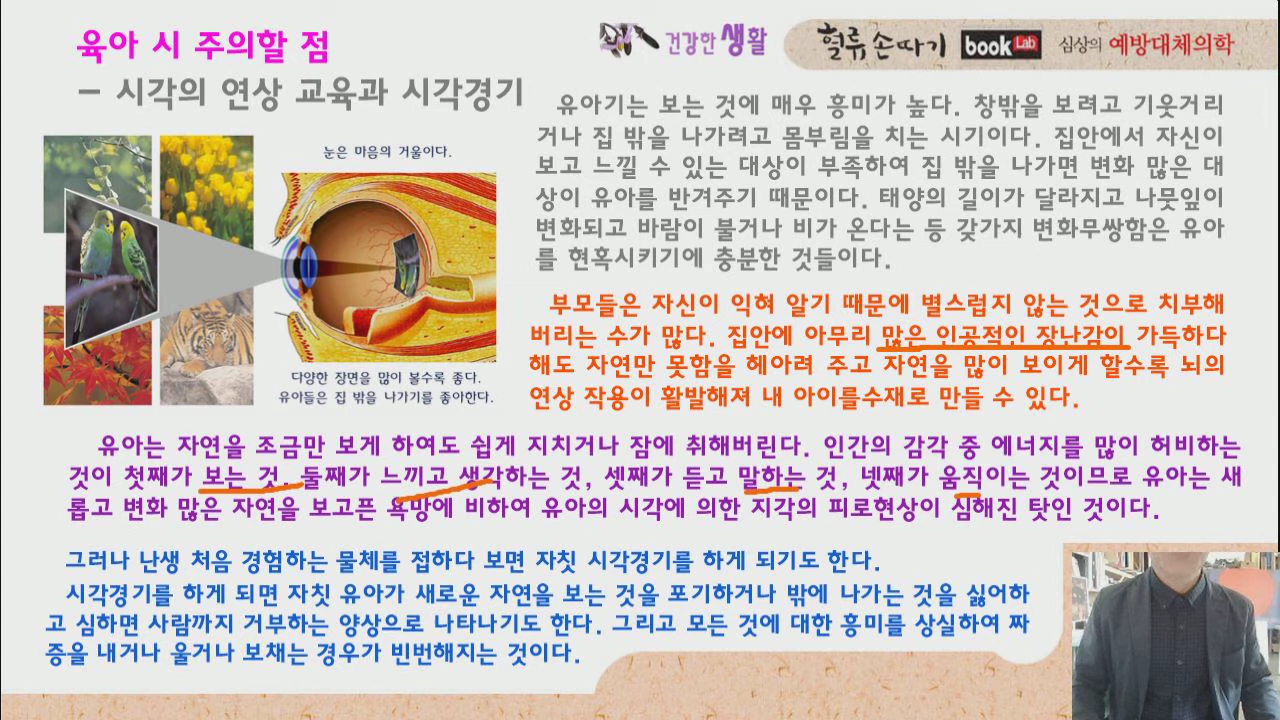 육아 시 주의할 점
- 시각의 연상 교육과 시각경기
건강한 생활
혈류 손따기
book Lab
심상의 예방대체의학
눈은 마음의 거울이다.
다양한 장면을 많이 볼수록 좋다.
유아들은 집 밖을 나가기를 좋아한다.
유아기는 보는 것에 매우 흥미가 높다. 창밖을 보려고 기웃거리
거나 집 밖을 나가려고 몸부림을 치는 시기이다. 집안에서 자신이
보고 느낄 수 있는 대상이 부족하여 집 밖을 나가면 변화 많은 대
상이 유아를 반겨주기 때문이다. 태양의 길이가 달라지고 나뭇잎이
변화되고 바람이 불거나 비가 온다는 등 갖가지 변화무쌍함은 유아
를 현혹시키기에 충분한 것들이다.
부모들은 자신이 익혀 알기 때문에 별스럽지 않는 것으로 치부해
버리는 수가 많다. 집안에 아무리 많은 인공적인 장난감이 가득하다
해도 자연만 못함을 헤아려 주고 자연을 많이 보이게 할수록 뇌의
연상 작용이 활발해져 내 아이를수재로 만들 수 있다.
유아는 자연을 조금만 보게 하여도 쉽게 지치거나 잠에 취해버린다. 인간의 감각 중 에너지를 많이 허비하는
것이 첫째가 보는 것. 둘째가 느끼고 생각하는 것, 셋째가 듣고 말하는 것, 넷째가 움직이는 것이므로 유아는 새
롭고 변화 많은 자연을 보고픈 욕망에 비하여 유아의 시각에 의한 지각의 피로현상이 심해진 탓인 것이다.
그러나 난생 처음 경험하는 물체를 접하다 보면 자칫 시각경기를 하게 되기도 한다.
시각경기를 하게 되면 자칫 유아가 새로운 자연을 보는 것을 포기하거나 밖에 나가는 것을 싫어하
고 심하면 사람까지 거부하는 양상으로 나타나기도 한다. 그리고 모든 것에 대한 흥미를 상실하여 짜
증을 내거나 울거나 보채는 경우가 빈번해지는 것이다.